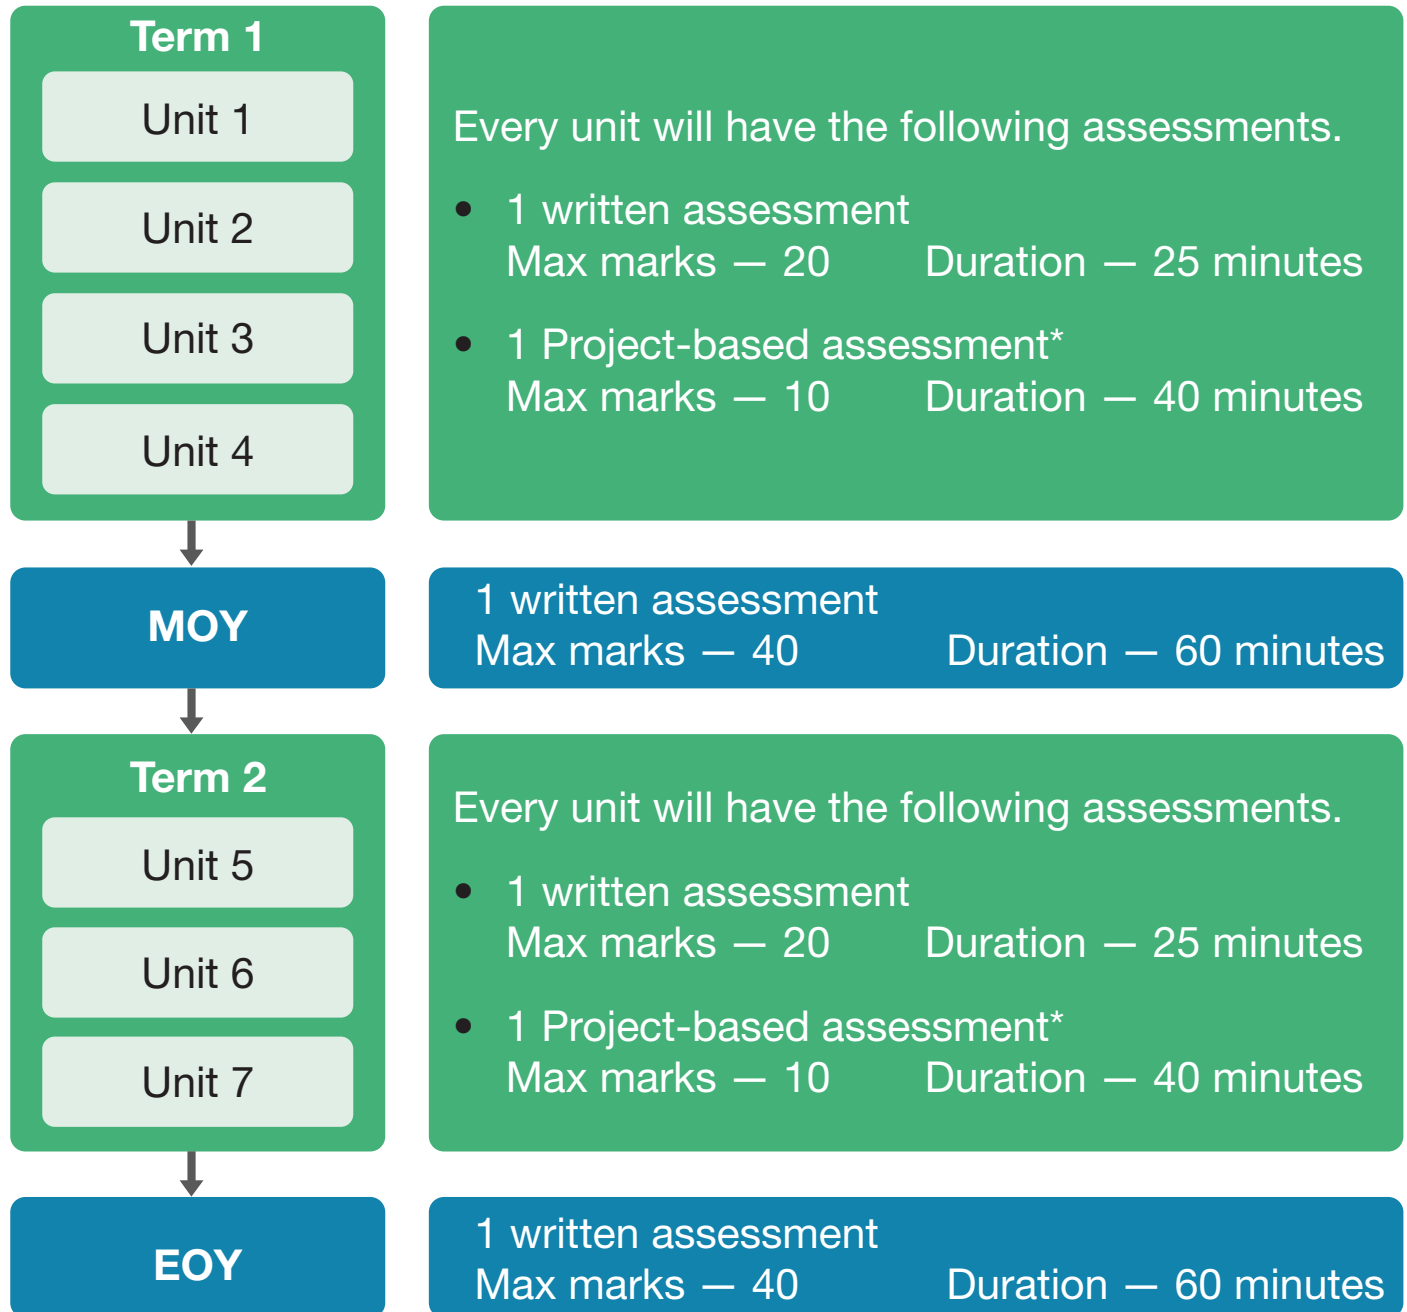 Term 1
Unit 1
Unit 2
Unit 3
Unit 4
Every unit will have the following assessments.
• 1 written assessment
Max marks — 20 Duration — 25 minutes
• 1 Project-based assessment*
Max marks — 10 Duration — 40 minutes
MOY
1 written assessment
Max marks — 40 Duration — 60 minutes
Term 2
Unit 5
Unit 6
Unit 7
Every unit will have the following assessments.
• 1 written assessment
Max marks — 20 Duration — 25 minutes
• 1 Project-based assessment*
Max marks — 10 Duration — 40 minutes
EOY
1 written assessment
Max marks — 40 Duration — 60 minutes